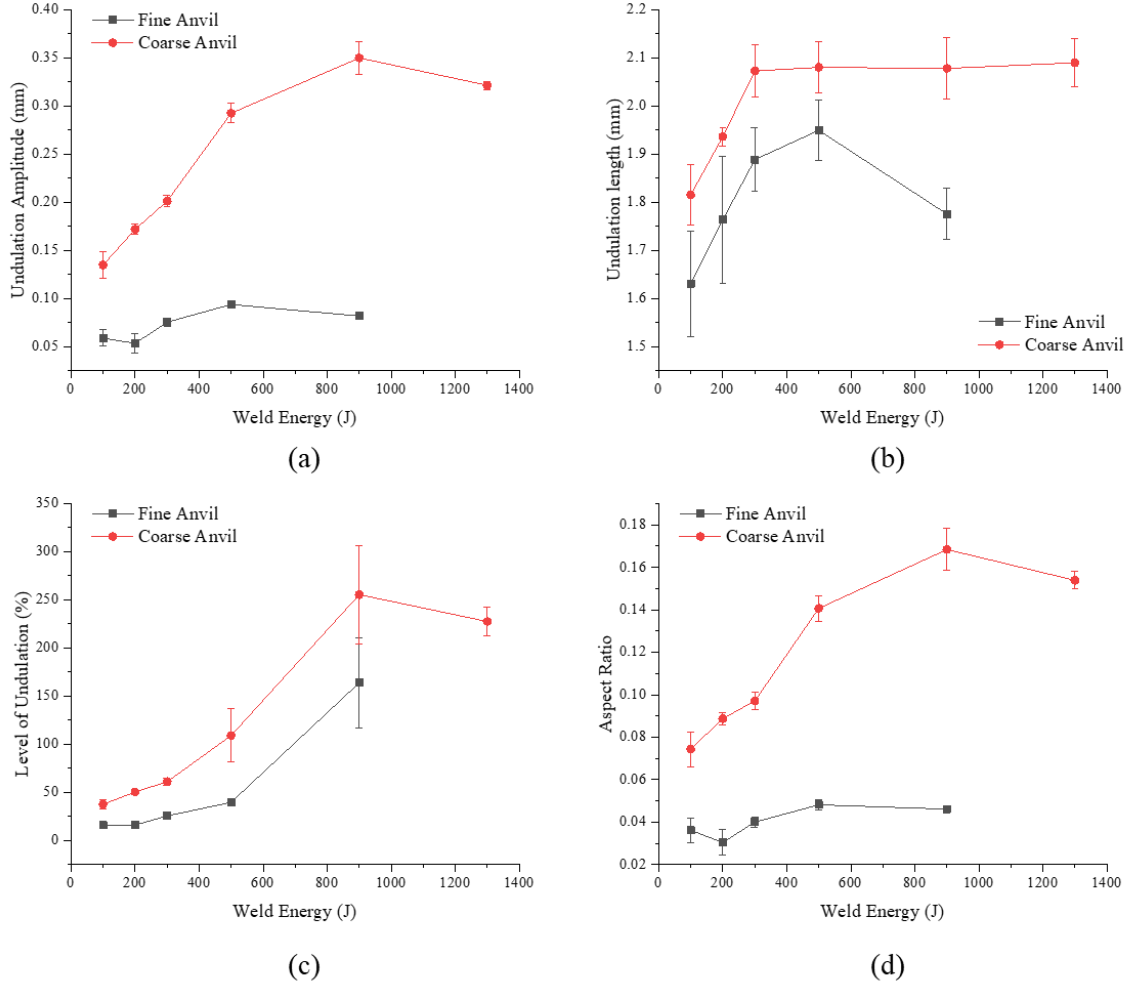 Fine Anvil
Coarse Anvil
Undulation Amplitude (mm)
0.40
0.35
0.30
0.25
0.20
0.15
0.10
0.05
0 200 400 600 800 1000 1200 1400
Weld Energy (J)
(a)
Undulation length (mm)
2.2
2.1
2.0
1.9
1.8
1.7
1.6
1.5
Fine Anvil
Coarse Anvil
0 200 400 600 800 1000 1200 1400
Weld Energy (J)
(b)
Fine Anvil
Coarse Anvil
Level of Undulation (%)
350
300
250
200
150
100
50
0
0 200 400 600 800 1000 1200 1400
Weld Energy (J)
(c)
Fine Anvil
Coarse Anvil
Aspect Ratio
0.18
0.16
0.14
0.12
0.10
0.08
0.06
0.04
0.02
0 200 400 600 800 1000 1200 1400
Weld Energy (J)
(d)